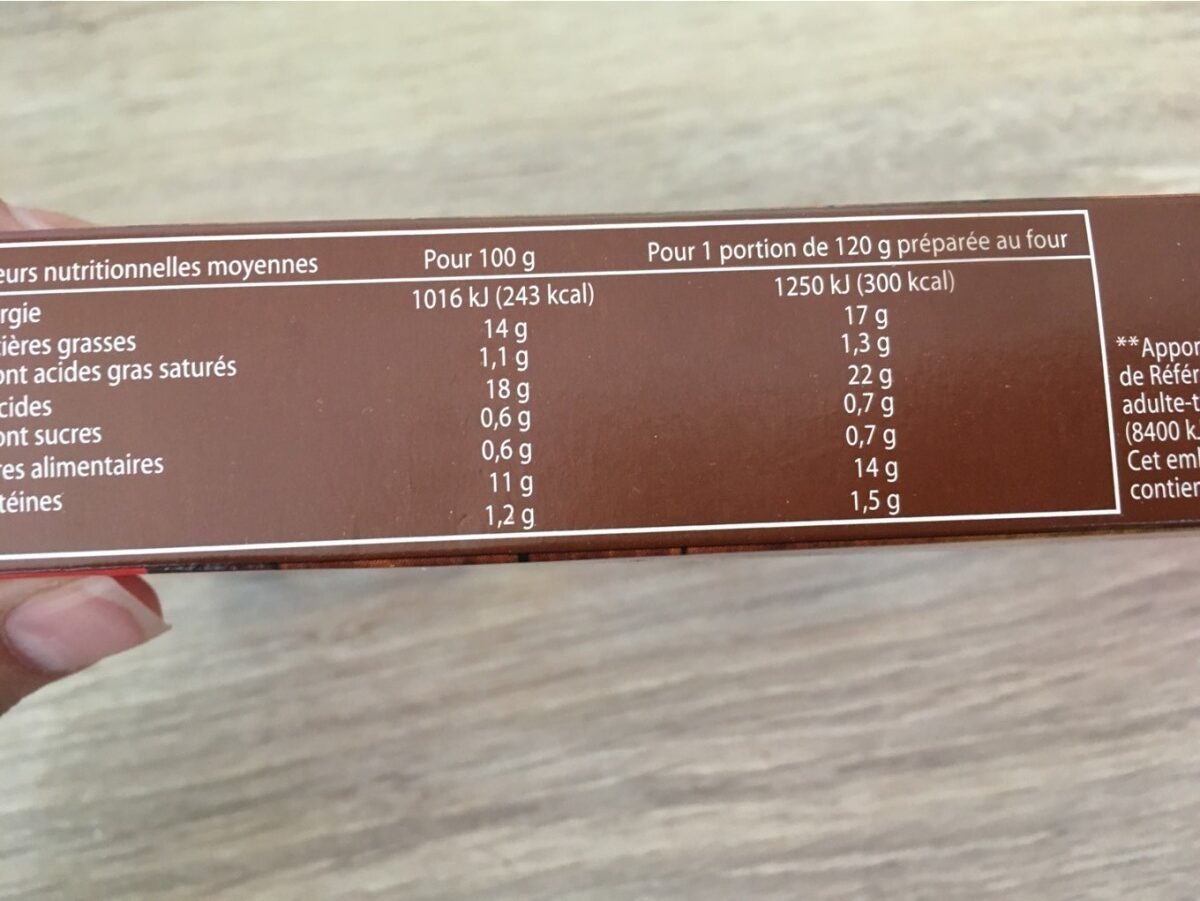 eurs nutritionnelles moyennes Pour 100 g Pour 1 portion de 120 g préparée au four
rgie 1016 kJ (243 kcal) 1250 kJ (300 kcal)
ières grasses 14 g 17 g
ont acides gras saturés 1,1 g 1,3 g
cides 18 g 22 g
ont sucres 0,6 g 0,7 g
res alimentaires 0,6 g 0,7 g
téines 11 g 14 g
1,2 g 1,5 g
**Appor
de Référ
adulte-t
(8400 k
Cet em
contien